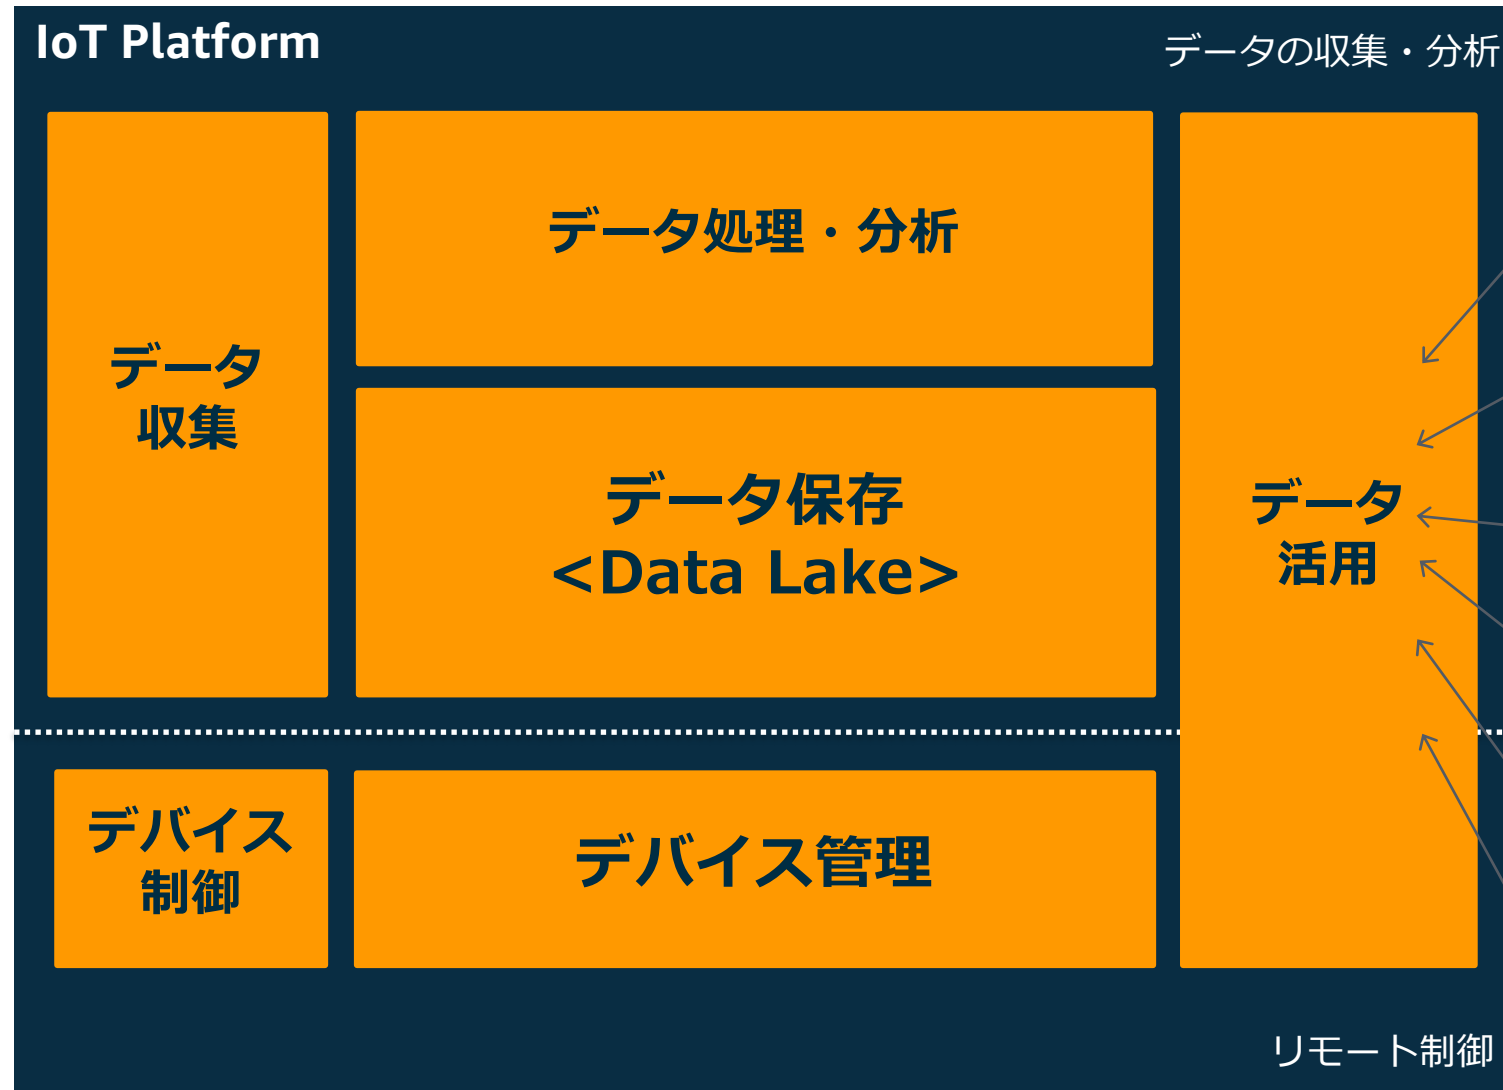 IoT Platform
データの収集・分析
データ
収集
データ処理・分析
データ保存
<Data Lake>
データ
活用
デバイス
制御
デバイス管理
リモート制御